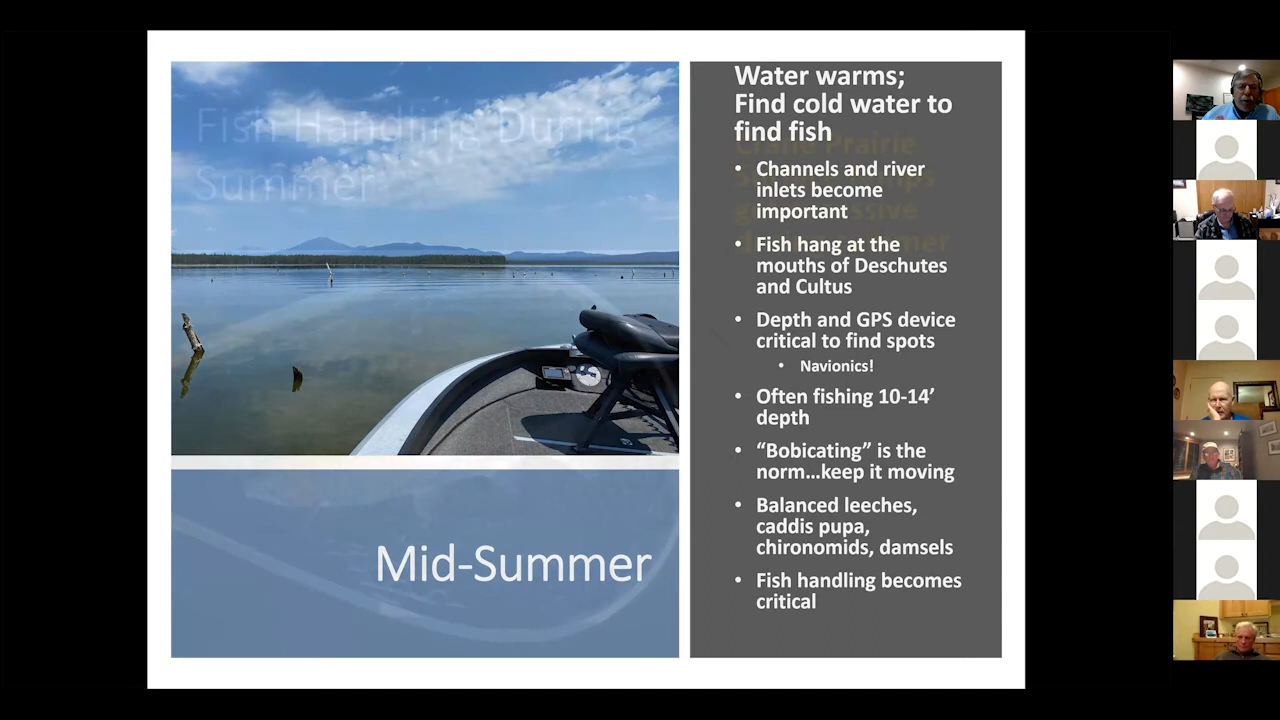 Fish Handling During
Summer
Mid-Summer
Water warms;
Find cold water to
find fish
Crane Prairie
• Channels and river
inlets become
important
• Fish hang at the
mouths of Deschutes
and Cultus
• Depth and GPS device
critical to find spots
• Navionics!
• Often fishing 10-14’
depth
• “Bobicating” is the
norm…keep it moving
• Balanced leeches,
caddis pupa,
chironomids, damsels
• Fish handling becomes
critical